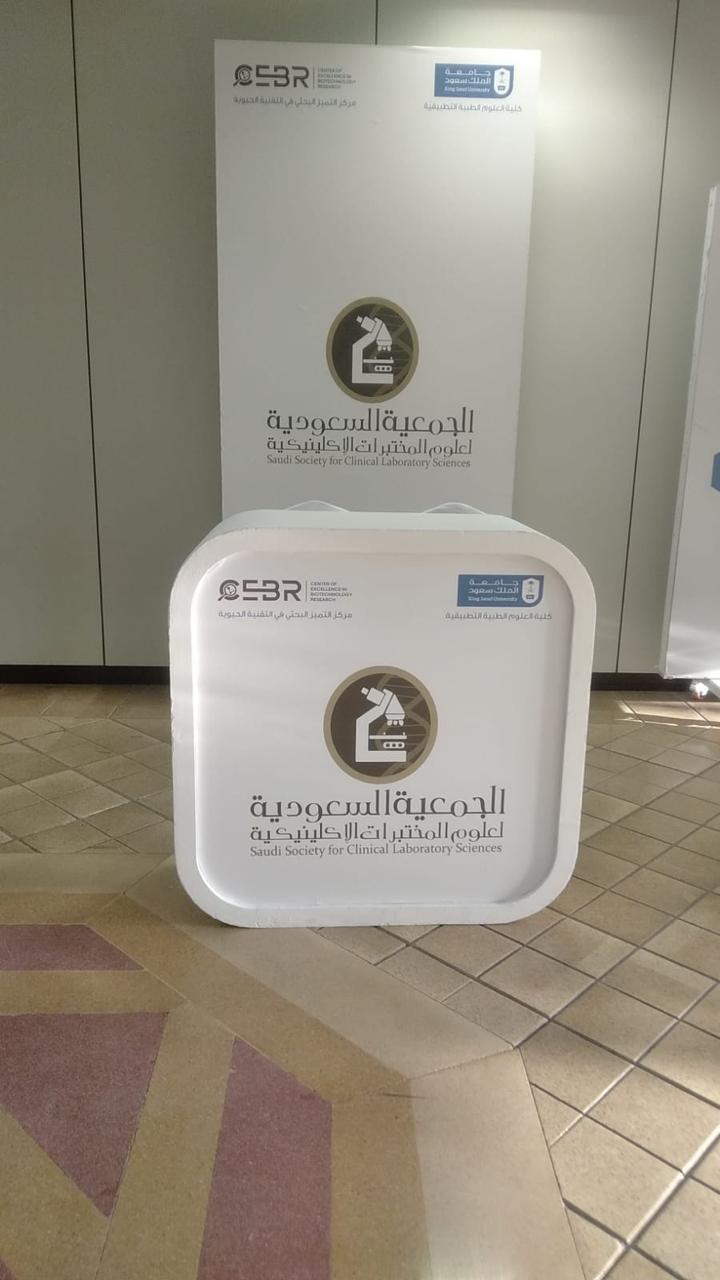 CEBR
CENTER OF
EXCELLENCE IN
BIOTECHNOLOGY
RESEARCH
مركز التميز البحثي في التقنية الحيوية
جامعة
الملك سعود
King Saud University
كلية العلوم الطبية التطبيقية
الجمعية السعودية
لعلوم المختبرات الإكلينيكية
Saudi Society for Clinical Laboratory Sciences
CEBR
CENTER OF
EXCELLENCE IN
BIOTECHNOLOGY
RESEARCH
مركز التميز البحثي في التقنية الحيوية
جامعة
الملك سعود
King Saud University
كلية العلوم الطبية التطبيقية
الجمعية السعودية
لعلوم المختبرات الإكلينيكية
Saudi Society for Clinical Laboratory Sciences